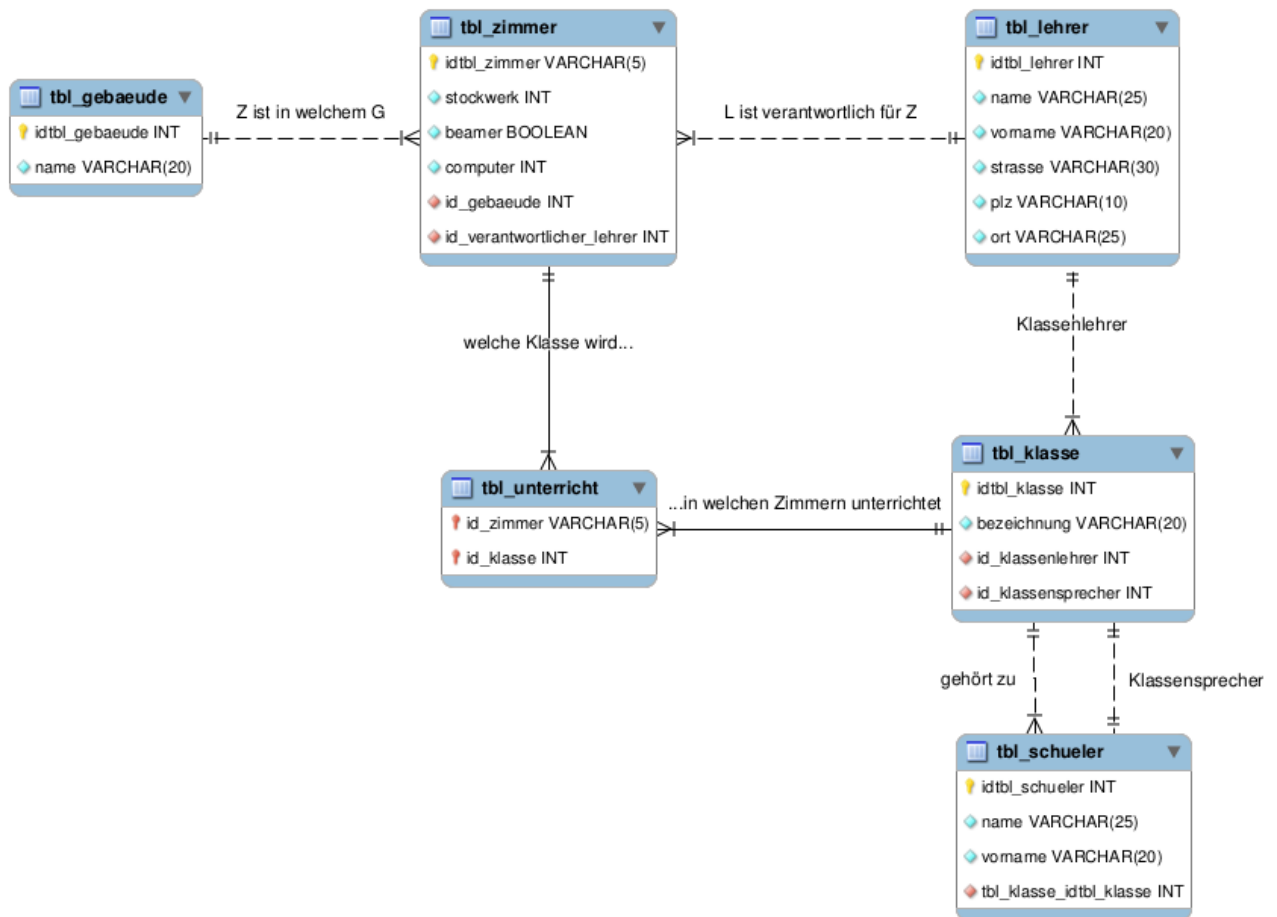 tbl_gebaeude
idtbl_gebaeude INT
name VARCHAR(20)
Z ist in welchem G
tbl_zimmer
idtbl_zimmer VARCHAR(5)
stockwerk INT
beamer BOOLEAN
computer INT
id_gebaeude INT
id_verantwortlicher_lehrer INT
L ist verantwortlich für Z
tbl_lehrer
idtbl_lehrer INT
name VARCHAR(25)
vorname VARCHAR(20)
strasse VARCHAR(30)
plz VARCHAR(10)
ort VARCHAR(25)
welche Klasse wird...
Klassenlehrer
tbl_unterricht
id_zimmer VARCHAR(5)
id_klasse INT
...in welchen Zimmern unterrichtet
tbl_klasse
idtbl_klasse INT
bezeichnung VARCHAR(20)
id_klassenlehrer INT
id_klassensprecher INT
gehört zu
Klassensprecher
tbl_schueler
idtbl_schueler INT
name VARCHAR(25)
vorname VARCHAR(20)
tbl_klasse_idtbl_klasse INT